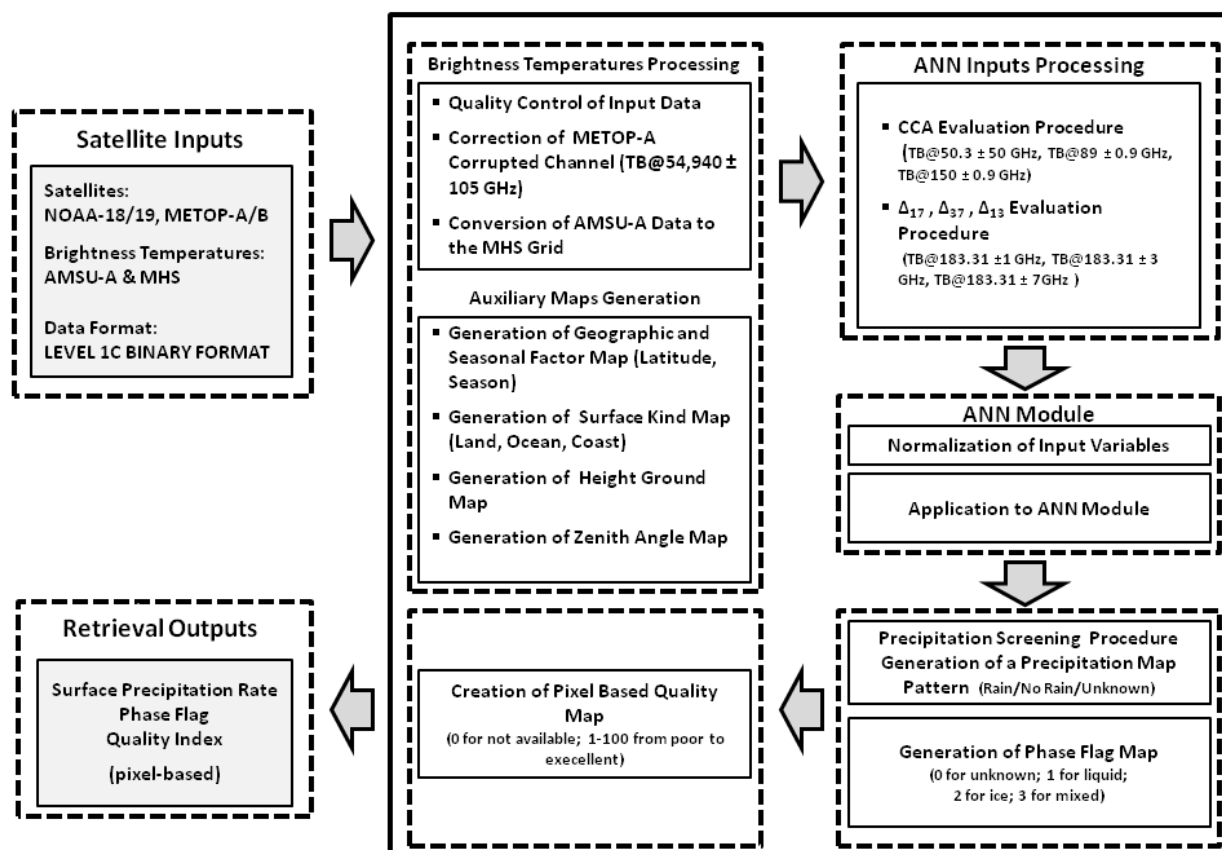 Satellite Inputs
Satellites:
NOAA-18/19, METOP-A/B
Brightness Temperatures:
AMSU-A & MHS
Data Format:
LEVEL 1C BINARY FORMAT
Brightness Temperatures Processing
▪ Quality Control of Input Data
▪ Correction of METOP-A
Corrupted Channel (TB@54,940 ±
105 GHz)
▪ Conversion of AMSU-A Data to
the MHS Grid
Auxiliary Maps Generation
▪ Generation of Geographic and
Seasonal Factor Map (Latitude,
Season)
▪ Generation of Surface Kind Map
(Land, Ocean, Coast)
▪ Generation of Height Ground
Map
▪ Generation of Zenith Angle Map
ANN Inputs Processing
▪ CCA Evaluation Procedure
(TB@50.3 ± 50 GHz, TB@89 ± 0.9 GHz,
TB@150 ± 0.9 GHz)
▪ Δ₁₇ , Δ₃₇ , Δ₁₃ Evaluation
Procedure
(TB@183.31 ±1 GHz, TB@183.31 ± 3
GHz, TB@183.31 ± 7GHz )
ANN Module
Normalization of Input Variables
Application to ANN Module
Precipitation Screening Procedure
Generation of a Precipitation Map
Pattern (Rain/No Rain/Unknown)
Generation of Phase Flag Map
(0 for unknown; 1 for liquid;
2 for ice; 3 for mixed)
Creation of Pixel Based Quality
Map
(0 for not available; 1-100 from poor to
execellent)
Retrieval Outputs
Surface Precipitation Rate
Phase Flag
Quality Index
(pixel-based)